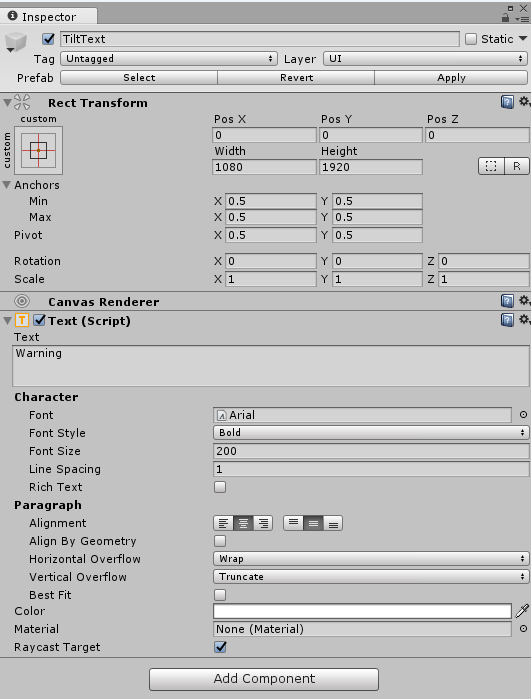 Inspector
TiltText Static
Tag Untagged Layer UI
Prefab Select Revert Apply
Rect Transform
custom Pos X Pos Y Pos Z
custom 0 0 0
Width Height
1080 1920 R
Anchors
Min X 0.5 Y 0.5
Max X 0.5 Y 0.5
Pivot X 0.5 Y 0.5
Rotation X 0 Y 0 Z 0
Scale X 1 Y 1 Z 1
Canvas Renderer
T Text (Script)
Text
Warning
Character
Font Arial
Font Style Bold
Font Size 200
Line Spacing 1
Rich Text
Paragraph
Alignment
Align By Geometry
Horizontal Overflow Wrap
Vertical Overflow Truncate
Best Fit
Color
Material None (Material)
Raycast Target
Add Component